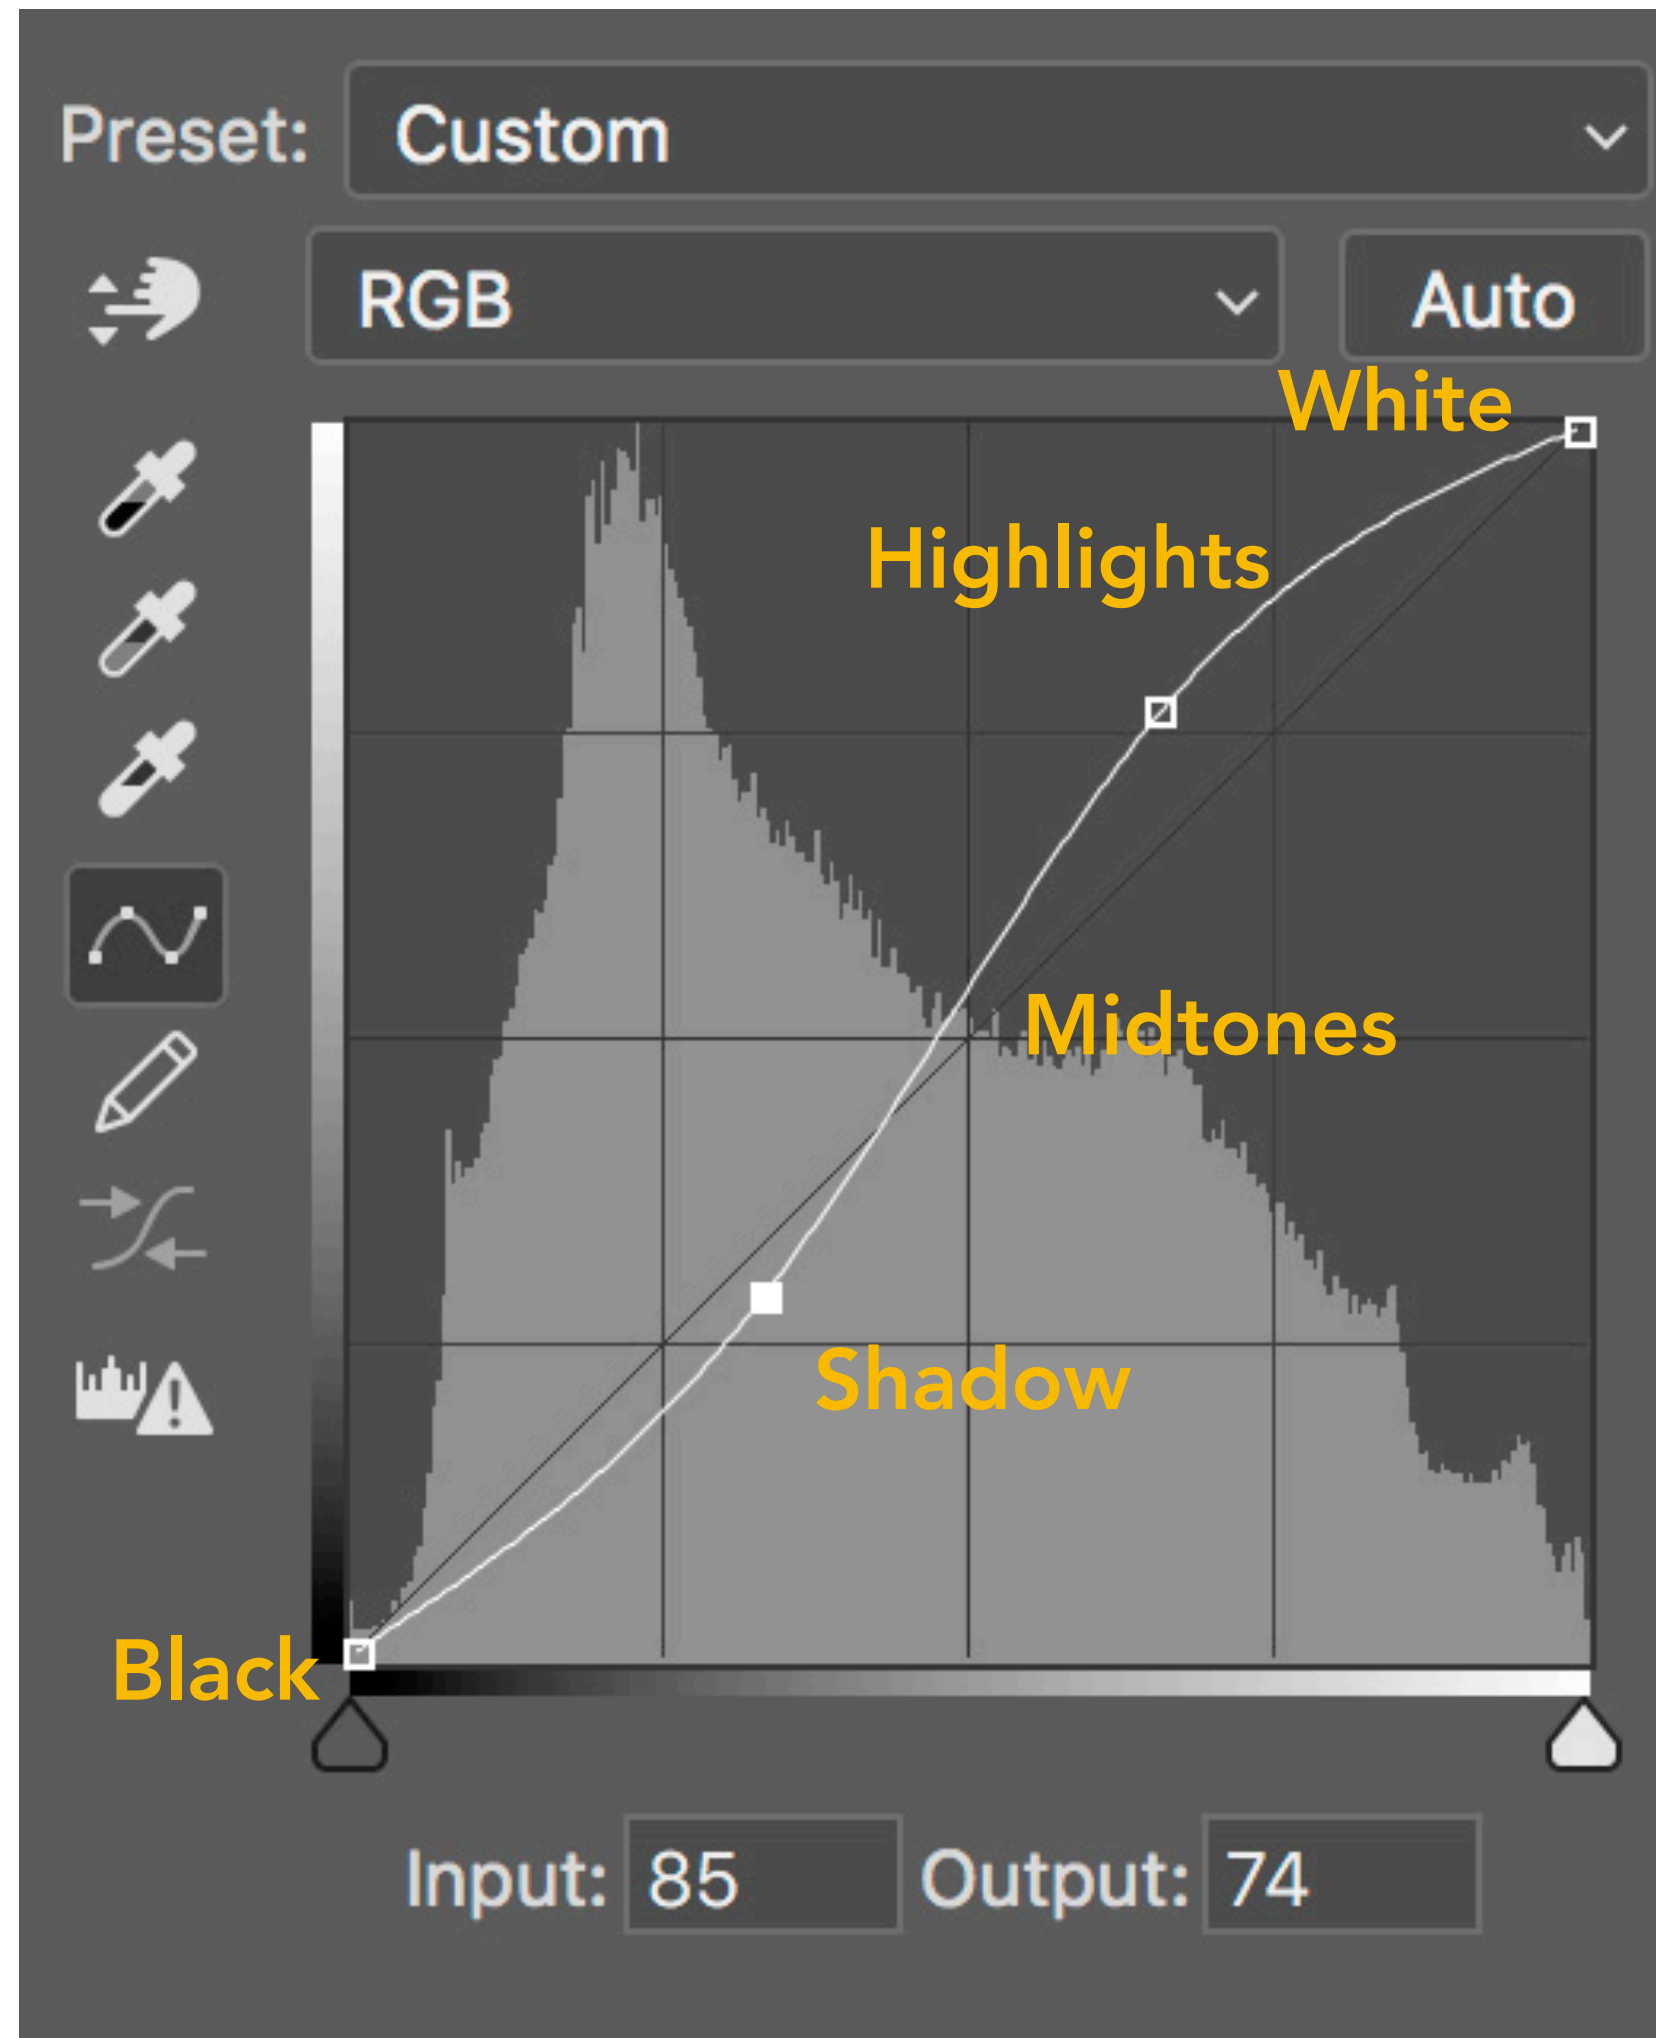 Preset: Custom
RGB Auto
White
Highlights
Midtones
Shadow
Black
Input: 85 Output: 74